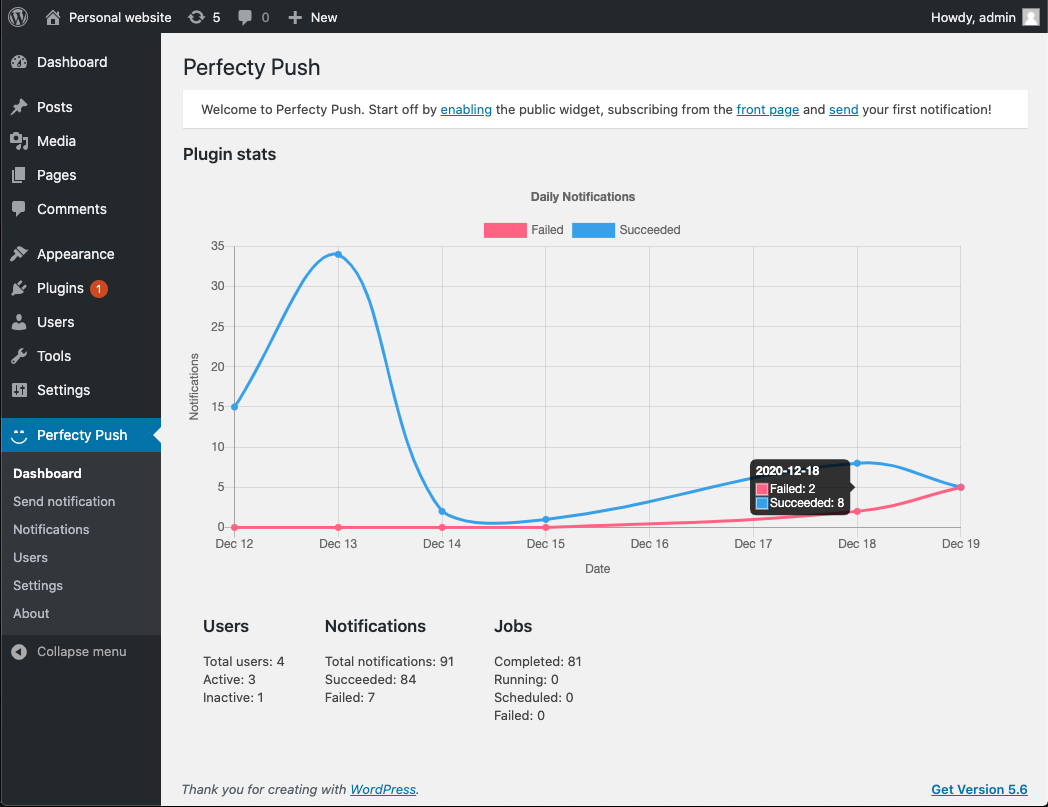 Personal website 5 0 New Howdy, admin
Dashboard
Posts
Media
Pages
Comments
Appearance
Plugins 1
Users
Tools
Settings
Perfecty Push
Dashboard
Send notification
Notifications
Users
Settings
About
Collapse menu
Perfecty Push
Welcome to Perfecty Push. Start off by enabling the public widget, subscribing from the front page and send your first notification!
Plugin stats
Daily Notifications
Failed Succeeded
Notifications
35
30
25
20
15
10
5
0
2020-12-18
Failed: 2
Succeeded: 8
Dec 12 Dec 13 Dec 14 Dec 15 Dec 16 Dec 17 Dec 18 Dec 19
Date
Users
Total users: 4
Active: 3
Inactive: 1
Notifications
Total notifications: 91
Succeeded: 84
Failed: 7
Jobs
Completed: 81
Running: 0
Scheduled: 0
Failed: 0
Thank you for creating with WordPress. Get Version 5.6